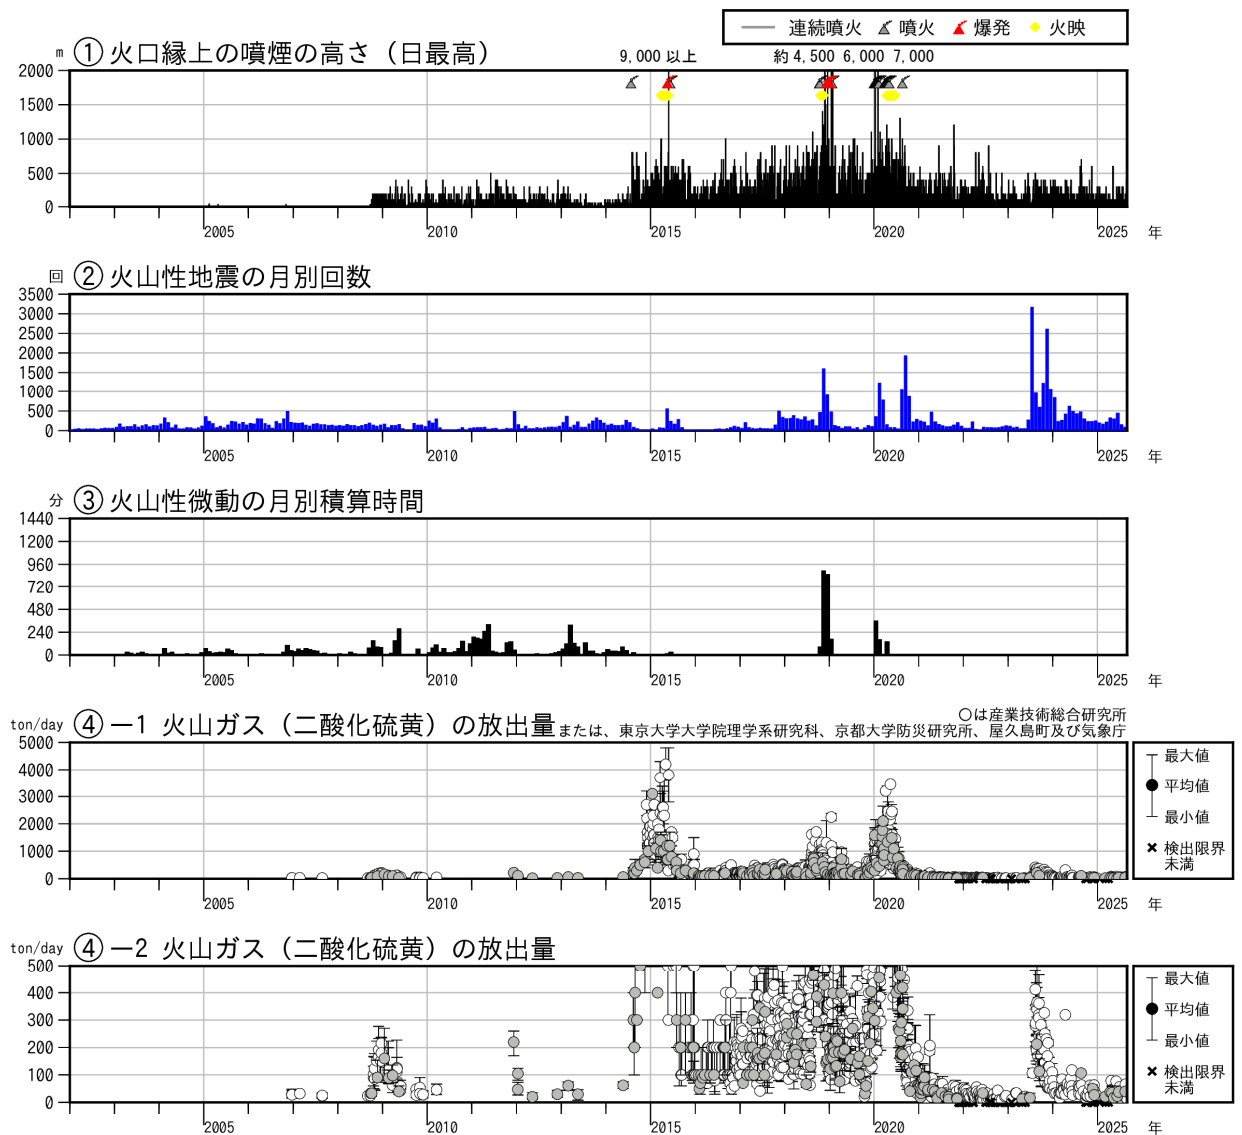 連続噴火 噴火 爆発 火映
m ①火口縁上の噴煙の高さ（日最高）
9,000 以上 約 4,500 6,000 7,000
2000
1500
1000
500
0
2005 2010 2015 2020 2025 年
回 ②火山性地震の月別回数
3500
3000
2500
2000
1500
1000
500
0
2005 2010 2015 2020 2025 年
分 ③火山性微動の月別積算時間
1440
1200
960
720
480
240
0
2005 2010 2015 2020 2025 年
○は産業技術総合研究所
ton/day ④－1 火山ガス（二酸化硫黄）の放出量または、東京大学大学院理学系研究科、京都大学防災研究所、屋久島町及び気象庁
5000
4000
3000
2000
1000
0
2005 2010 2015 2020 2025 年
最大値
平均値
最小値
検出限界
未満
ton/day ④－2 火山ガス（二酸化硫黄）の放出量
500
400
300
200
100
0
2005 2010 2015 2020 2025 年
最大値
平均値
最小値
検出限界
未満